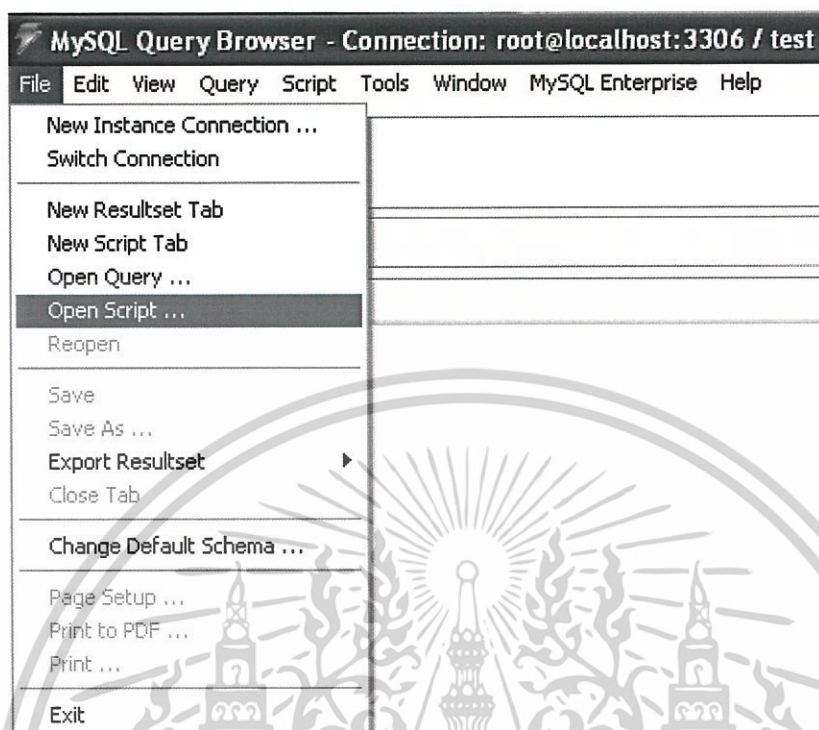 MySQL Query Browser - Connection: root@localhost:3306 / test
File Edit View Query Script Tools Window MySQL Enterprise Help
New Instance Connection ...
Switch Connection
New Resultset Tab
New Script Tab
Open Query ...
Open Script ...
Reopen
Save
Save As ...
Export Resultset
Close Tab
Change Default Schema ...
Page Setup ...
Print to PDF ...
Print ...
Exit